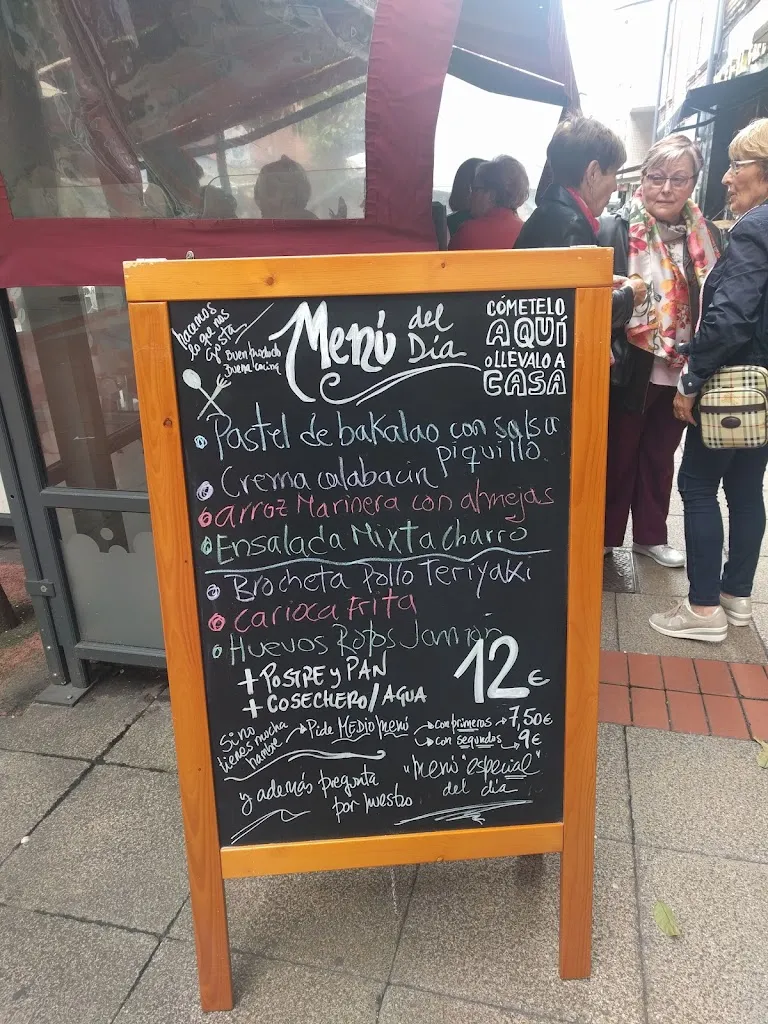 hacemos
lo que nos
gusta
Buen producto
Buena cocina
Menú del
Día
CÓMETELO
AQUÍ
O LLÉVALO A
CASA
Pastel de bakalao con salsa
piquillo
Crema calabacin
Arroz Marinera con almejas
Ensalada Mixta Charro
Brocheta Pollo Teriyaki
Carioca Frita
Huevos Rotos Jamon
+ POSTRE y PAN
+ COSECHERO/AGUA
12€
Si no
tienes mucha
hambre
→ Pide MEDIO menú → con primeros → 7,50€
→ con segundos → 9€
y además pregunta
por nuestro
"menú "especial"
del día